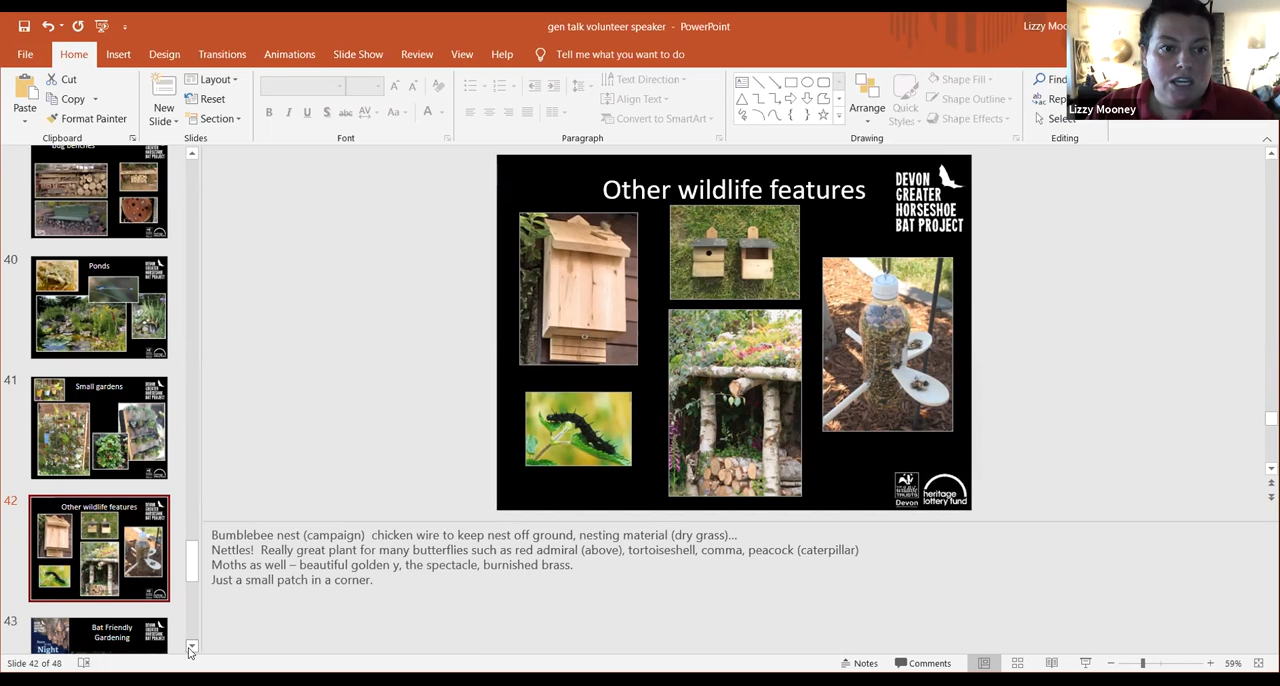 gen talk volunteer speaker - PowerPoint
Lizzy Moo
File Home Insert Design Transitions Animations Slide Show Review View Help Tell me what you want to do
Paste
Cut
Copy
Format Painter
Clipboard
New Slide
Layout
Reset
Section
Slides
B I U S abc AV Aa A
Font
Text Direction
Align Text
Convert to SmartArt
Paragraph
Arrange
Quick Styles
Shape Fill
Shape Outline
Shape Effects
Drawing
Find
Rep
Selec
Editing
Lizzy Mooney
Bug benches
40
Ponds
41
Small gardens
42
Other wildlife features
43
Bat Friendly
Gardening
Night
Other wildlife features
DEVON
GREATER
HORSESHOE
BAT PROJECT
Devon
heritage
lottery fund
Bumblebee nest (campaign)  chicken wire to keep nest off ground, nesting material (dry grass)...
Nettles!  Really great plant for many butterflies such as red admiral (above), tortoiseshell, comma, peacock (caterpillar)
Moths as well – beautiful golden y, the spectacle, burnished brass.
Just a small patch in a corner.
Slide 42 of 48
Notes
Comments
59%